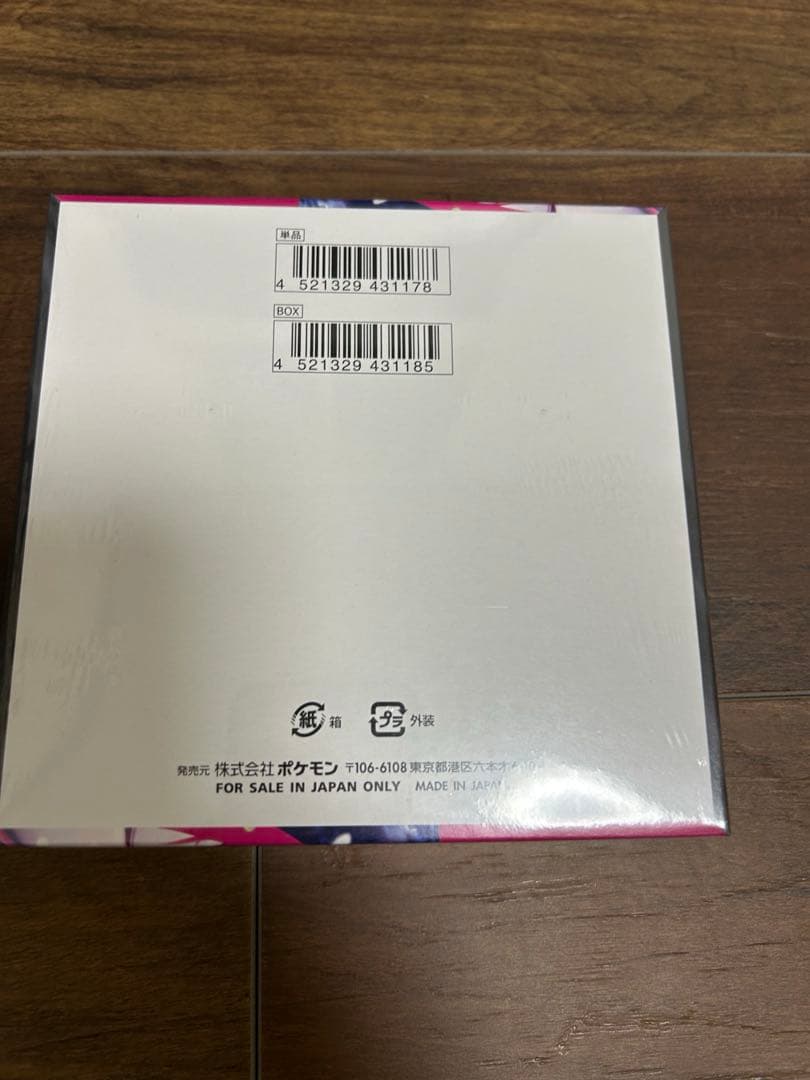 単品
4 521329 431178
BOX
4 521329 431185
紙 箱 プラ 外装
発売元 株式会社 ポケモン 〒106-6108 東京都港区六本木6-10
FOR SALE IN JAPAN ONLY MADE IN JAPAN